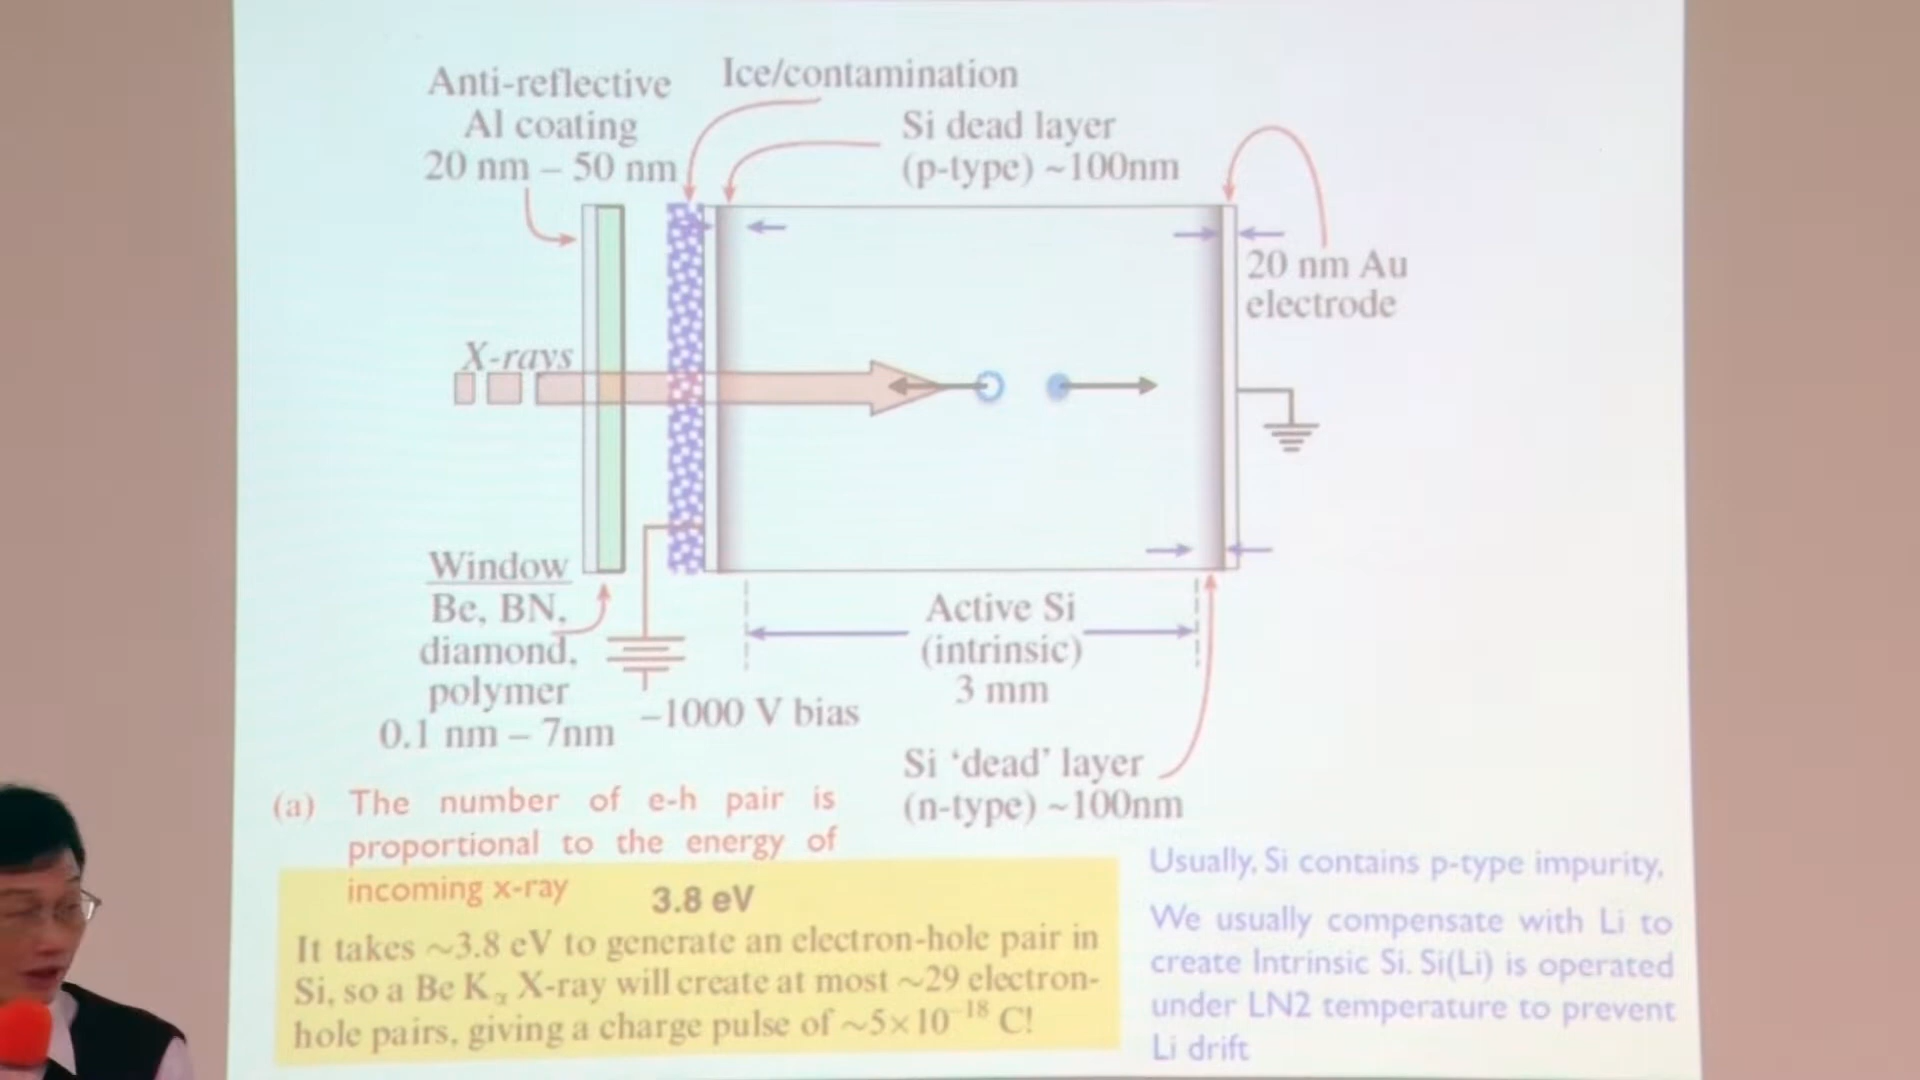 Anti-reflective
Al coating
20 nm – 50 nm
Ice/contamination
Si dead layer
(p-type) ~100nm
20 nm Au
electrode
X-rays
Window
Be, BN,
diamond,
polymer
0.1 nm – 7nm
–1000 V bias
Active Si
(intrinsic)
3 mm
Si ‘dead’ layer
(n-type) ~100nm
(a) The number of e-h pair is
proportional to the energy of
incoming x-ray
3.8 eV
It takes ~3.8 eV to generate an electron-hole pair in
Si, so a Be Kα X-ray will create at most ~29 electron-
hole pairs, giving a charge pulse of ~5×10⁻¹⁸ C!
Usually, Si contains p-type impurity,
We usually compensate with Li to
create Intrinsic Si. Si(Li) is operated
under LN2 temperature to prevent
Li drift